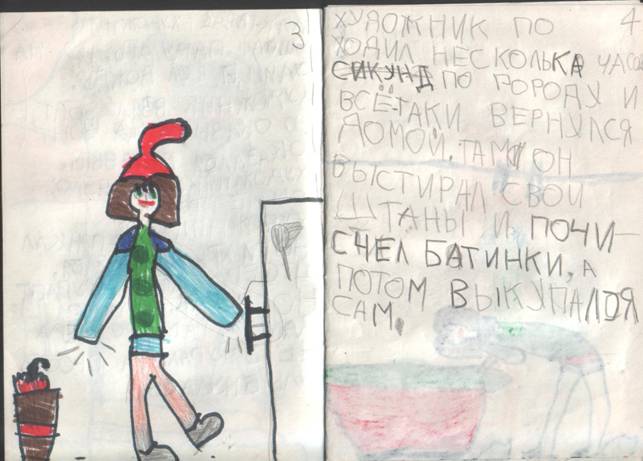 3
4
ХУДОЖНИК ПО
ХОДИЛ НЕСКОЛЬКА ЧАСОВ
СИКУНД ПО ГОРОДУ И
ВСЁ-ТАКИ ВЕРНУЛСЯ
ДОМОЙ. ТАМ ОН
ВЫСТИРАЛ СВОИ
ШТАНЫ И ПОЧИ-
СЧЕЛ БАТИНКИ, А
ПОТОМ ВЫКУПАЛСЯ
САМ.